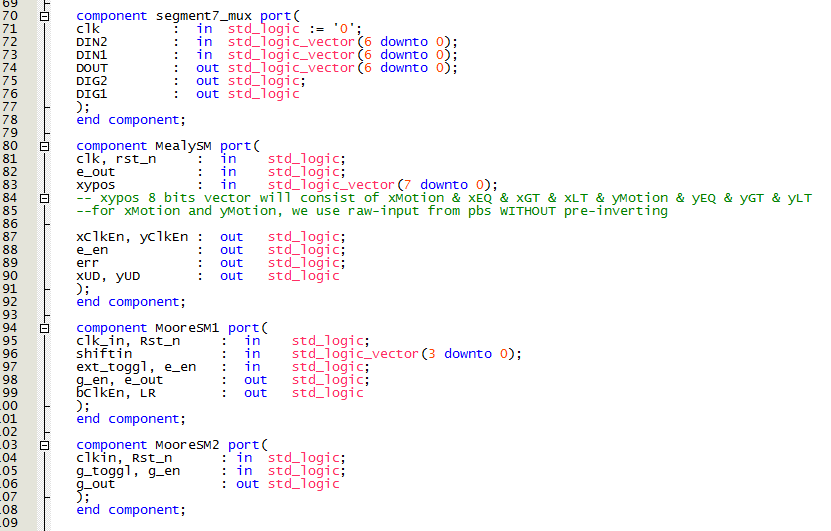 69
70 component segment7_mux port(
71 clk : in std_logic := '0';
72 DIN2 : in std_logic_vector(6 downto 0);
73 DIN1 : in std_logic_vector(6 downto 0);
74 DOUT : out std_logic_vector(6 downto 0);
75 DIG2 : out std_logic;
76 DIG1 : out std_logic
77 );
78 end component;
79
80 component MealySM port(
81 clk, rst_n : in std_logic;
82 e_out : in std_logic;
83 xypos : in std_logic_vector(7 downto 0);
84 -- xypos 8 bits vector will consist of xMotion & xEQ & xGT & xLT & yMotion & yEQ & yGT & yLT
85 --for xMotion and yMotion, we use raw-input from pbs WITHOUT pre-inverting
86
87 xClkEn, yClkEn : out std_logic;
88 e_en : out std_logic;
89 err : out std_logic;
90 xUD, yUD : out std_logic
91 );
92 end component;
93
94 component MooreSM1 port(
95 clk_in, Rst_n : in std_logic;
96 shiftin : in std_logic_vector(3 downto 0);
97 ext_toggl, e_en : in std_logic;
98 g_en, e_out : out std_logic;
99 bClkEn, LR : out std_logic
00 );
01 end component;
02
03 component MooreSM2 port(
04 clkin, Rst_n : in std_logic;
05 g_toggl, g_en : in std_logic;
06 g_out : out std_logic
07 );
08 end component;
09